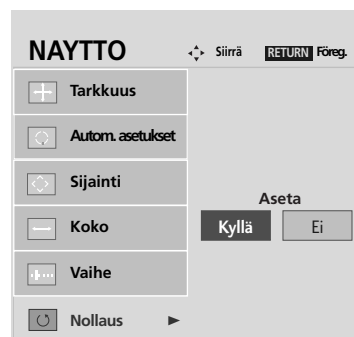 NAYTTO Siirrä RETURN Föreg.
Tarkkuus
Autom. asetukset
Sijainti
Aseta
Koko Kyllä Ei
Vaihe
Nollaus